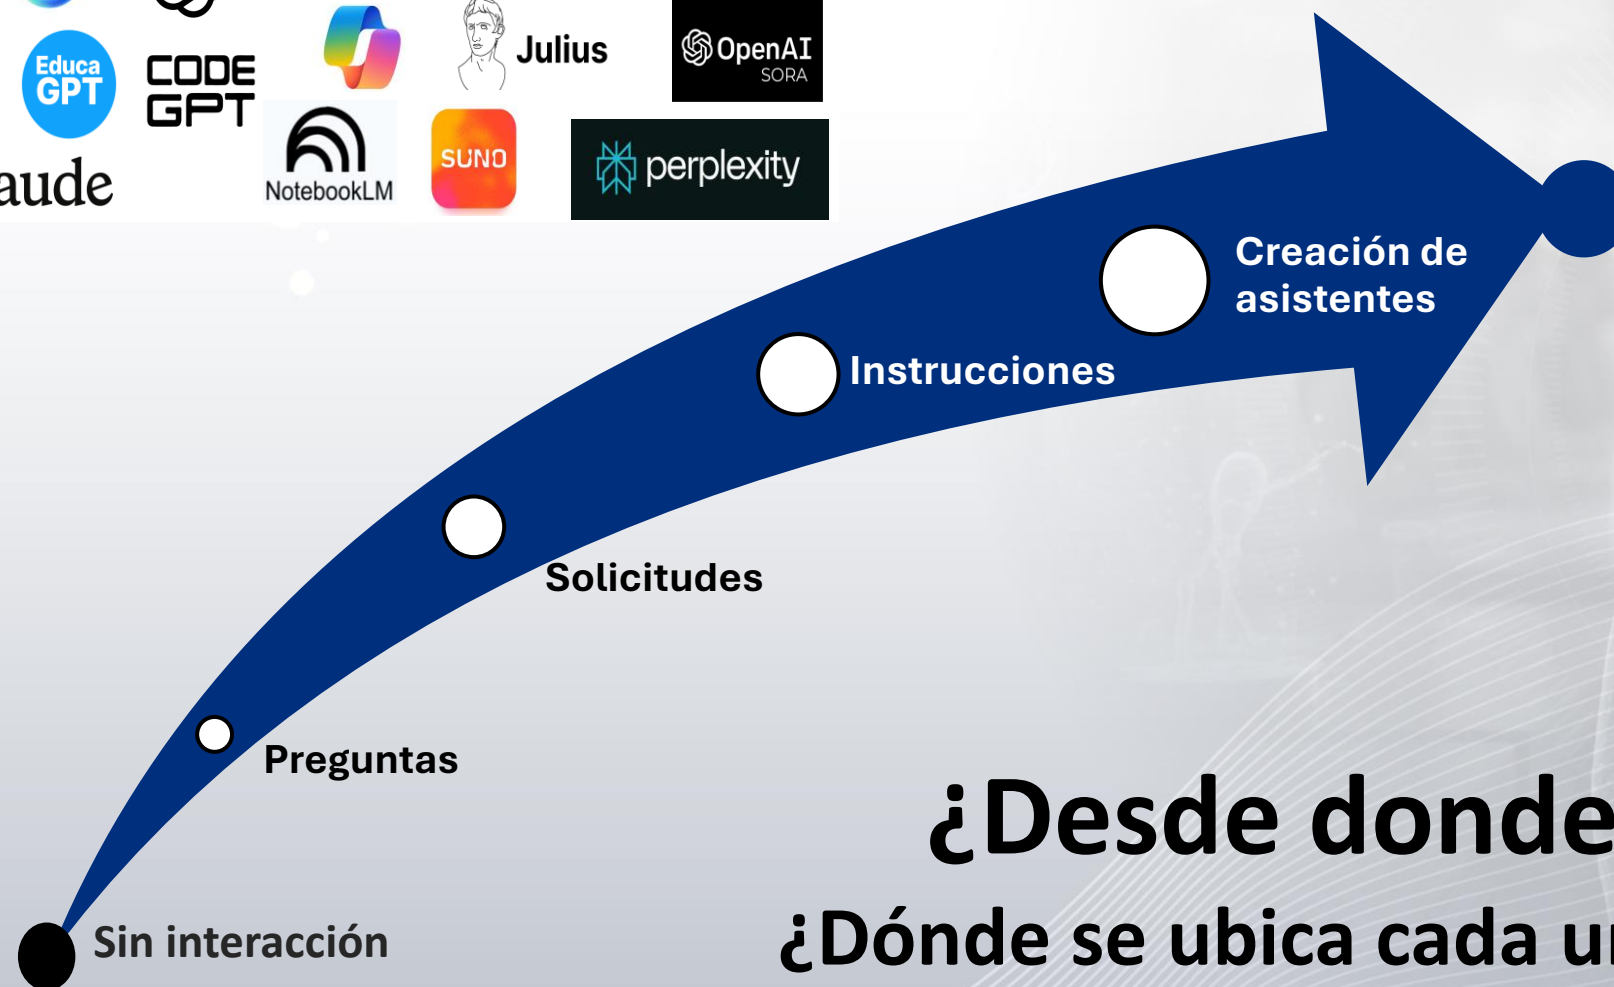 Educa
GPT
CODE
GPT
Julius
OpenAI
SORA
NotebookLM
SUNO
perplexity
aude
Creación de
asistentes
Instrucciones
Solicitudes
Preguntas
Sin interacción
¿Desde donde
¿Dónde se ubica cada